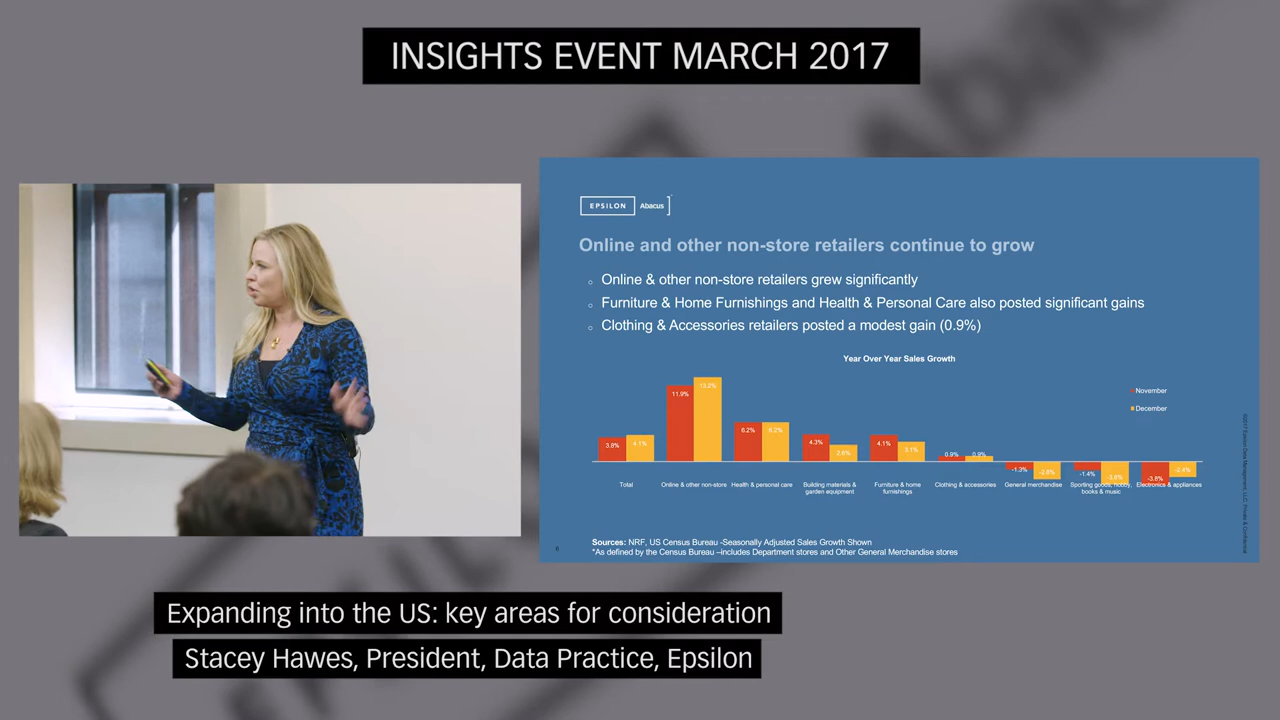 INSIGHTS EVENT MARCH 2017
EPSILON Abacus
Online and other non-store retailers continue to grow
Online & other non-store retailers grew significantly
Furniture & Home Furnishings and Health & Personal Care also posted significant gains
Clothing & Accessories retailers posted a modest gain (0.9%)
Year Over Year Sales Growth
November
December
3.8% 4.1% 11.9% 13.2% 6.2% 6.2% 4.3% 4.1% 3.1% 0.9% 0.9% -1.3% -1.4% -3.8% -2.4%
Total Online & other non-store Health & personal care Building materials & Furniture & home Clothing & accessories General merchandise Sporting goods, hobby, Electronics & appliances
garden equipment furnishings books & music
Sources: NRF, US Census Bureau -Seasonally Adjusted Sales Growth Shown
*As defined by the Census Bureau –includes Department stores and Other General Merchandise stores
Expanding into the US: key areas for consideration
Stacey Hawes, President, Data Practice, Epsilon